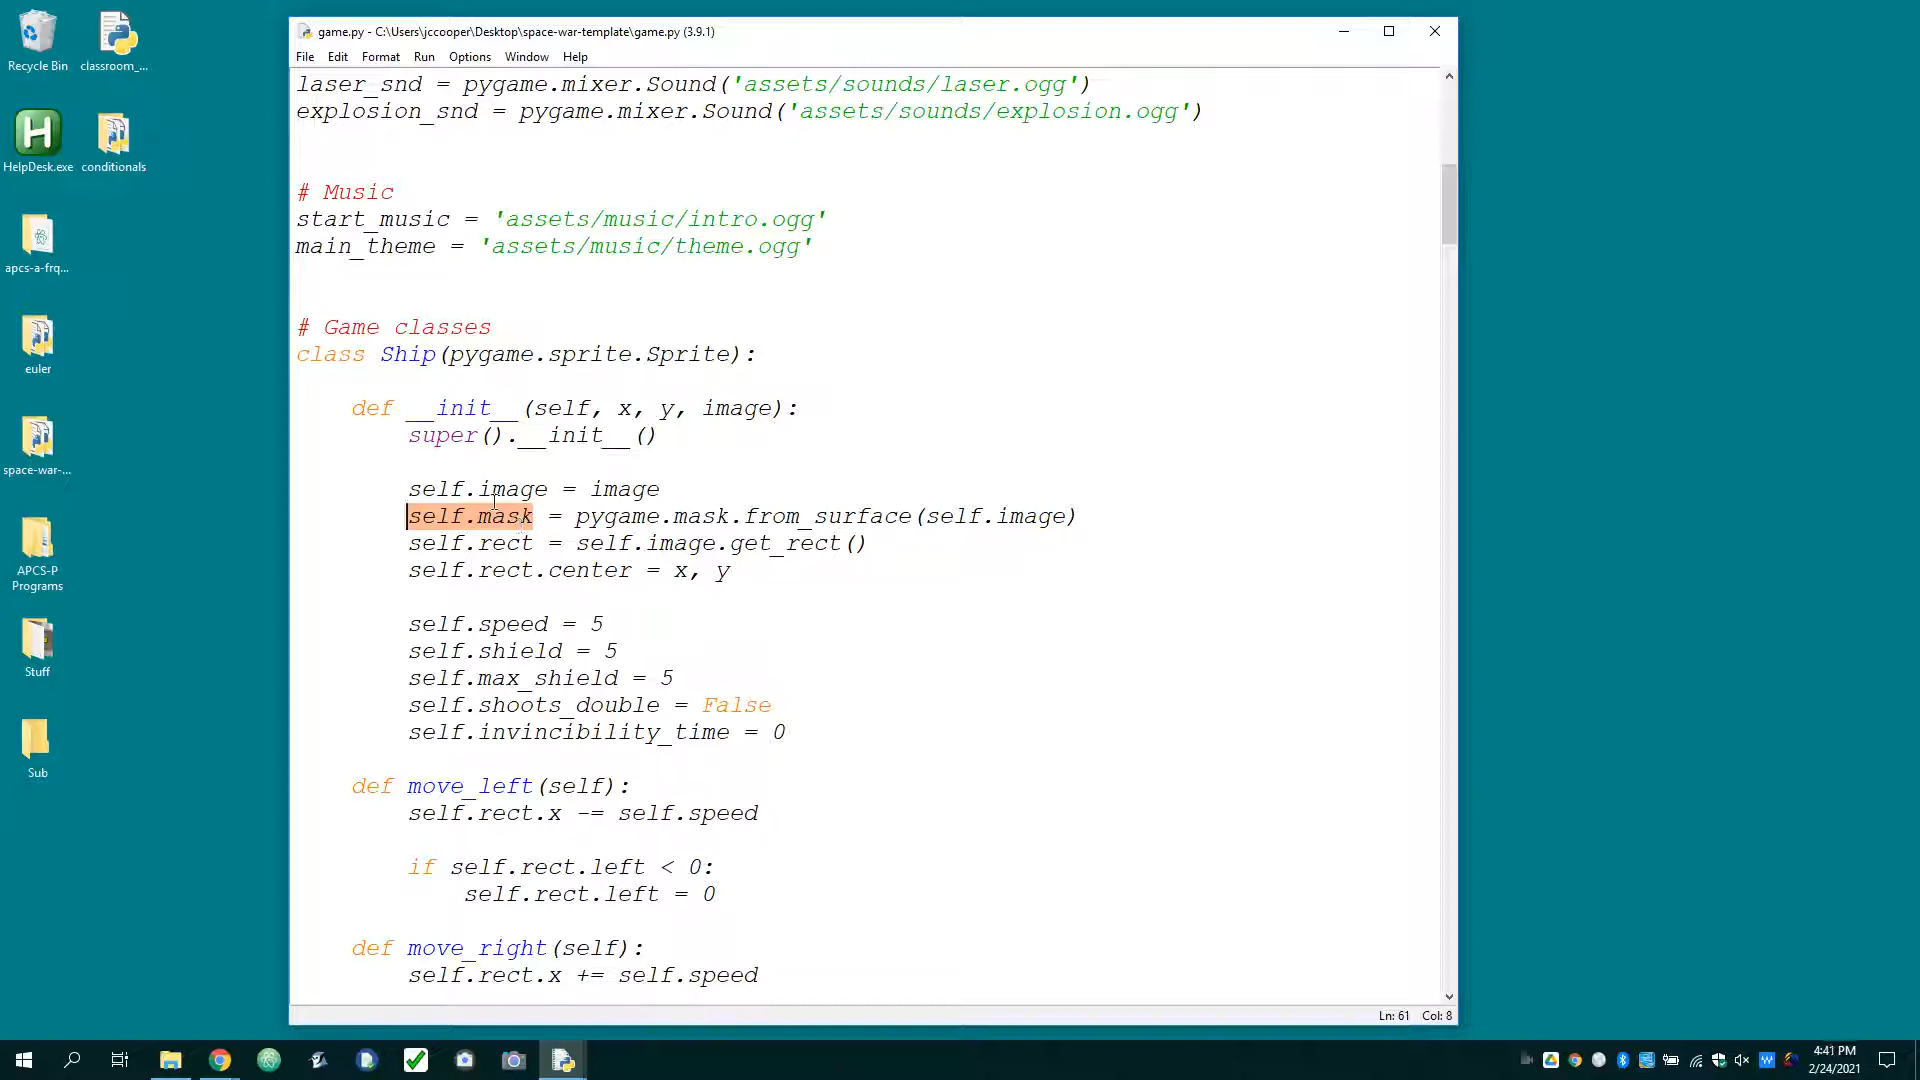 game.py - C:\Users\jccooper\Desktop\space-war-template\game.py (3.9.1)
File Edit Format Run Options Window Help
laser_snd = pygame.mixer.Sound('assets/sounds/laser.ogg')
explosion_snd = pygame.mixer.Sound('assets/sounds/explosion.ogg')
# Music
start_music = 'assets/music/intro.ogg'
main_theme = 'assets/music/theme.ogg'
# Game classes
class Ship(pygame.sprite.Sprite):
def __init__(self, x, y, image):
super().__init__()
self.image = image
self.mask = pygame.mask.from_surface(self.image)
self.rect = self.image.get_rect()
self.rect.center = x, y
self.speed = 5
self.shield = 5
self.max_shield = 5
self.shoots_double = False
self.invincibility_time = 0
def move_left(self):
self.rect.x -= self.speed
if self.rect.left < 0:
self.rect.left = 0
def move_right(self):
self.rect.x += self.speed
Ln: 61 Col: 8
Recycle Bin
classroom_...
HelpDesk.exe
conditionals
apcs-a-frq...
euler
space-war-...
APCS-P
Programs
Stuff
Sub
4:41 PM
2/24/2021